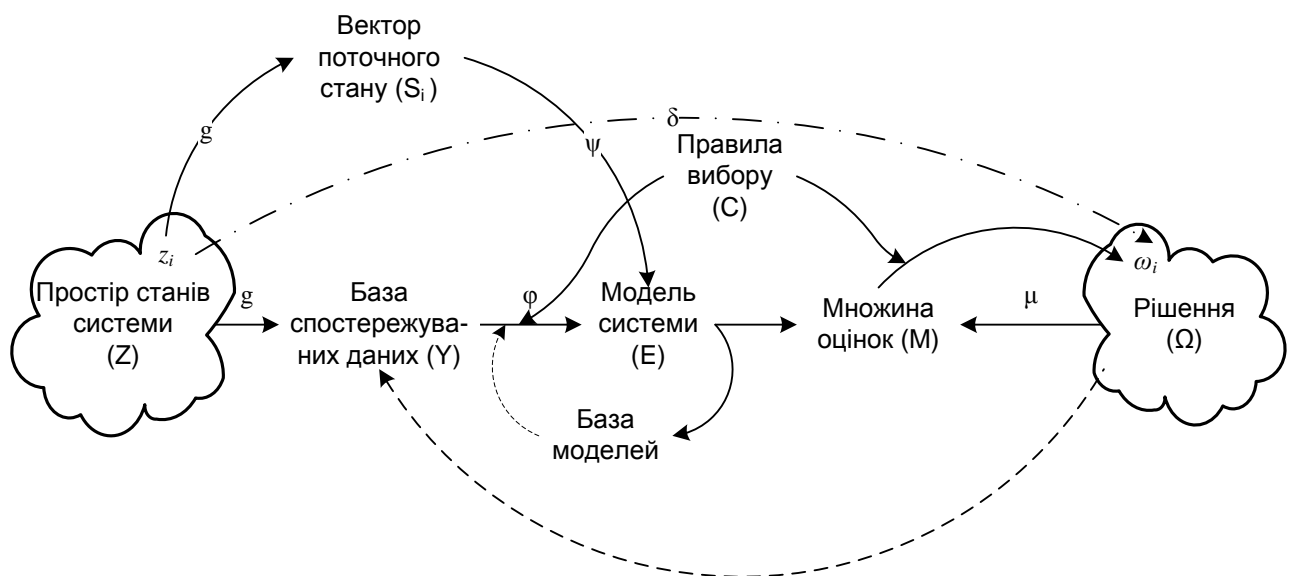 Вектор
поточного
стану (Si)
g
δ
ψ
Правила
вибору
(С)
zi
Простір станів
системи
(Z)
g
База
спостережува-
них даних (Y)
φ
Модель
системи
(E)
Множина
оцінок (M)
μ
ωi
Рішення
(Ω)
База
моделей